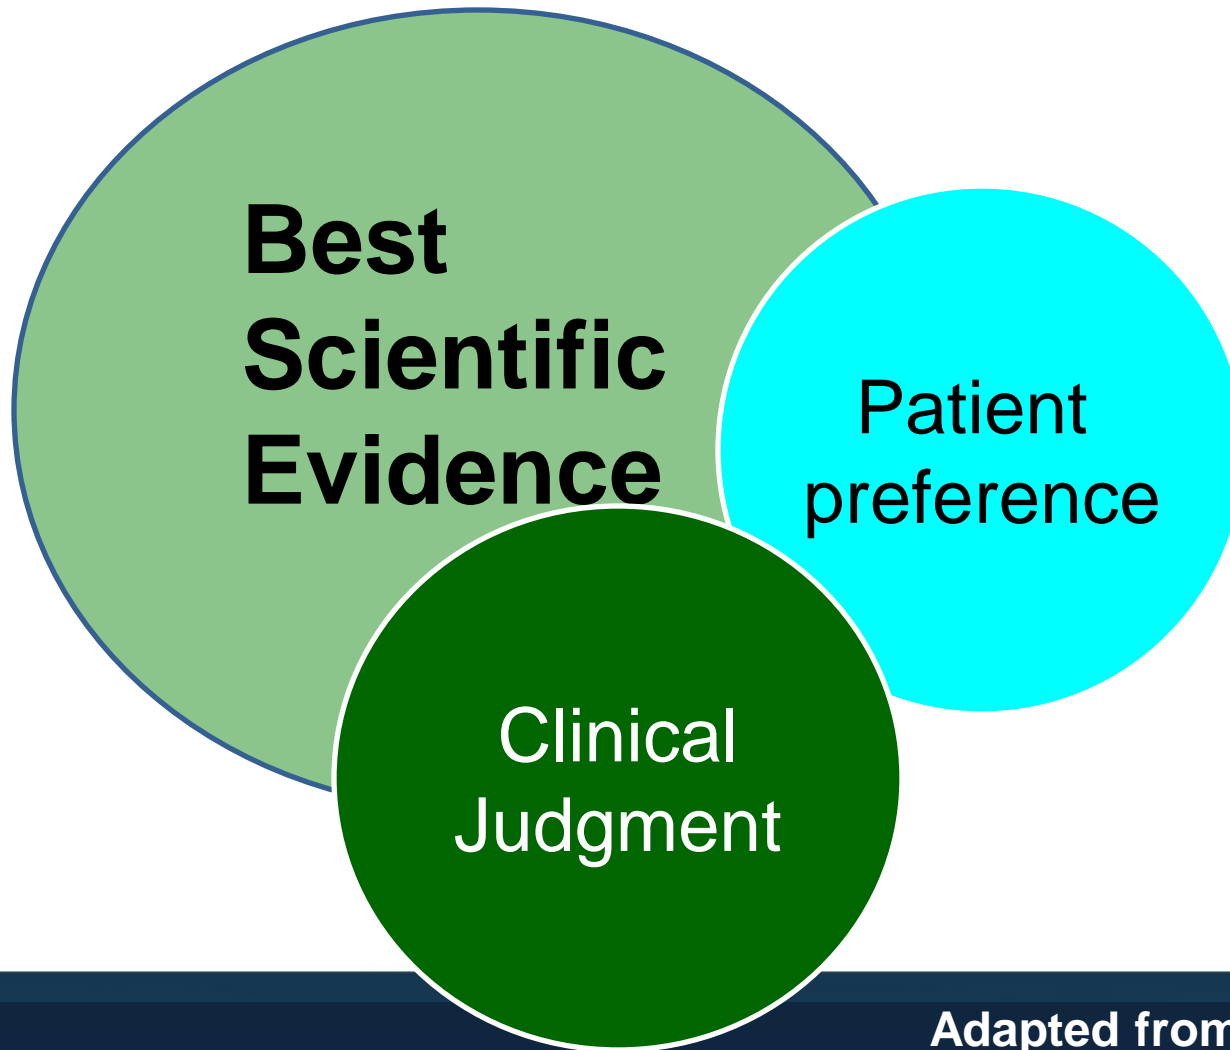 Best
Scientific
Evidence
Patient
preference
Clinical
Judgment
Adapted from